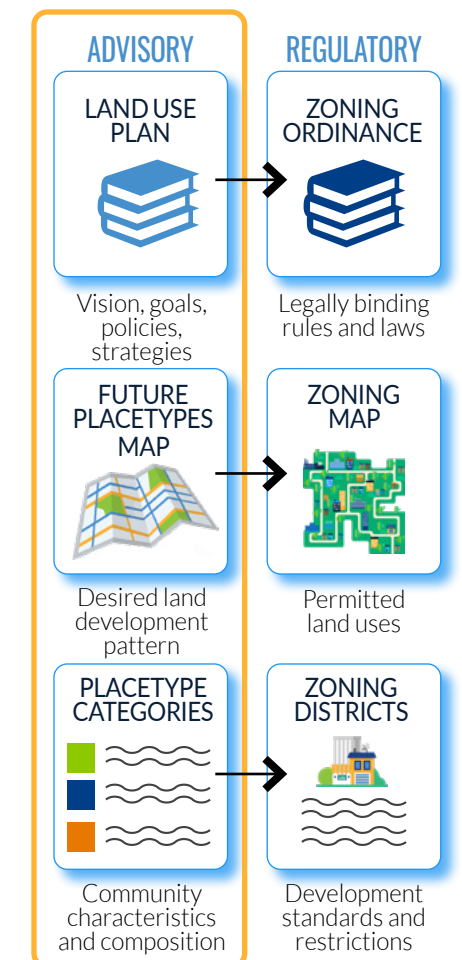 ADVISORY
REGULATORY
LAND USE
PLAN
ZONING
ORDINANCE
Vision, goals,
policies,
strategies
Legally binding
rules and laws
FUTURE
PLACETYPES
MAP
ZONING
MAP
Desired land
development
pattern
Permitted
land uses
PLACETYPE
CATEGORIES
ZONING
DISTRICTS
Community
characteristics
and composition
Development
standards and
restrictions